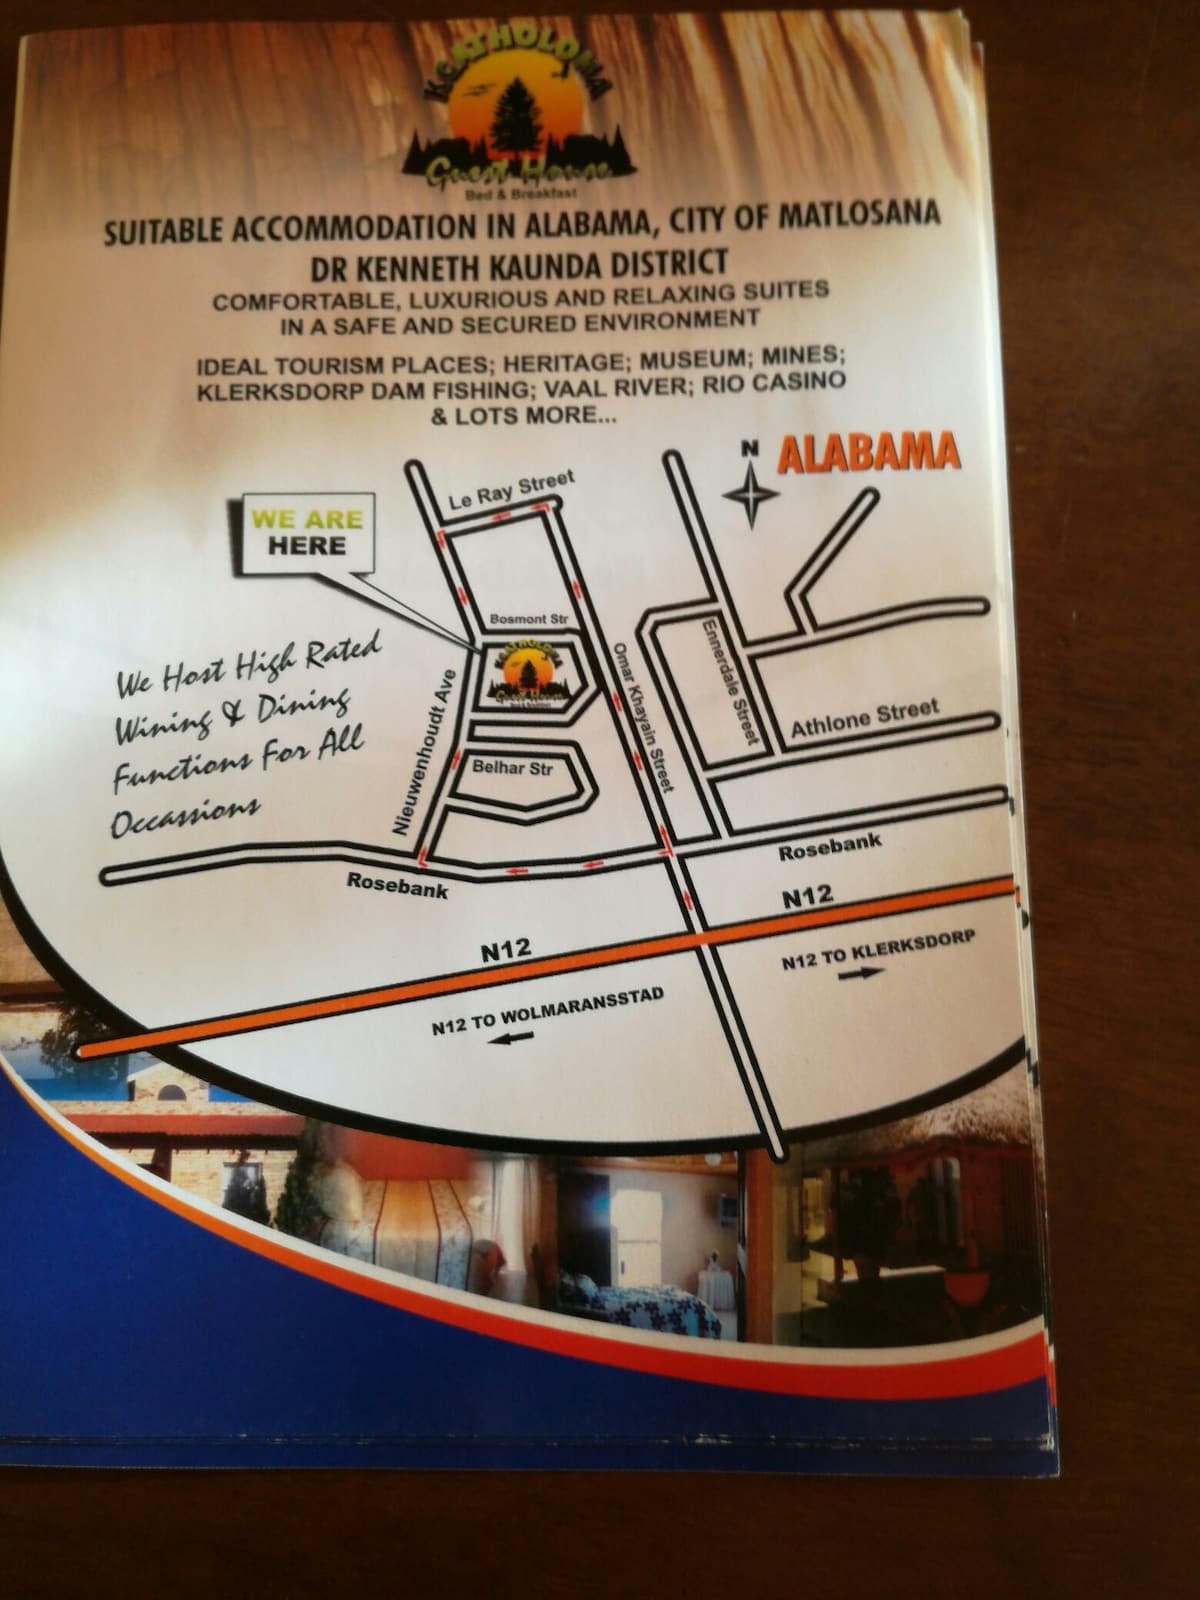 KGATHOLOMA
Guest House
Bed & Breakfast
SUITABLE ACCOMMODATION IN ALABAMA, CITY OF MATLOSANA
DR KENNETH KAUNDA DISTRICT
COMFORTABLE, LUXURIOUS AND RELAXING SUITES
IN A SAFE AND SECURED ENVIRONMENT
IDEAL TOURISM PLACES; HERITAGE; MUSEUM; MINES;
KLERKSDORP DAM FISHING; VAAL RIVER; RIO CASINO
& LOTS MORE...
N
ALABAMA
Le Ray Street
WE ARE
HERE
Bosmont Str
KGATHOLOMA
Guest House
We Host High Rated
Wining & Dining
Functions For All
Occassions
Nieuwenhoudt Ave
Belhar Str
Omar Khayain Street
Ennerdale Street
Athlone Street
Rosebank
Rosebank
N12
N12
N12 TO KLERKSDORP
N12 TO WOLMARANSSTAD